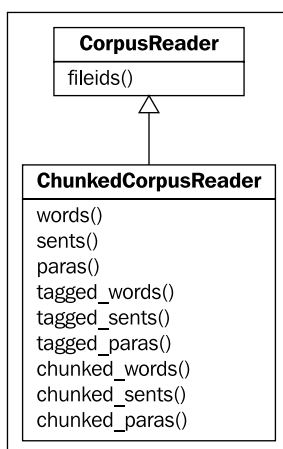 CorpusReader
fileids()
ChunkedCorpusReader
words()
sents()
paras()
tagged_words()
tagged_sents()
tagged_paras()
chunked_words()
chunked_sents()
chunked_paras()